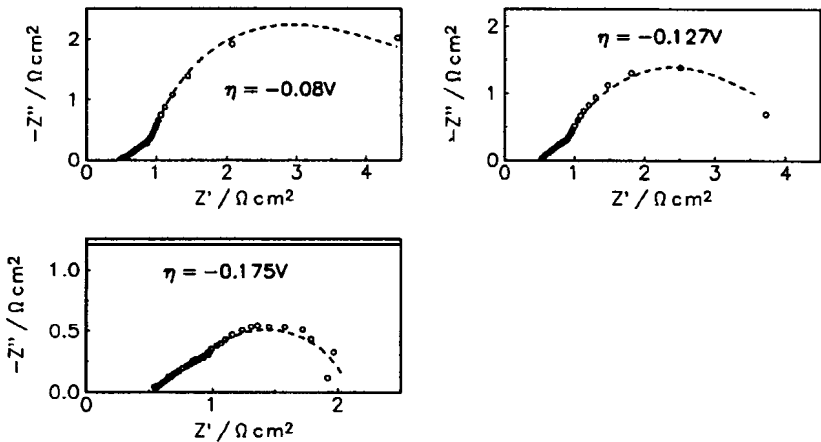 2
1
0
-Z'' / Ω cm²
η = -0.08V
0 1 2 3 4
Z' / Ω cm²
2
1
0
-Z'' / Ω cm²
η = -0.127V
0 1 2 3 4
Z' / Ω cm²
1.0
0.5
0.0
-Z'' / Ω cm²
η = -0.175V
0 1 2
Z' / Ω cm²